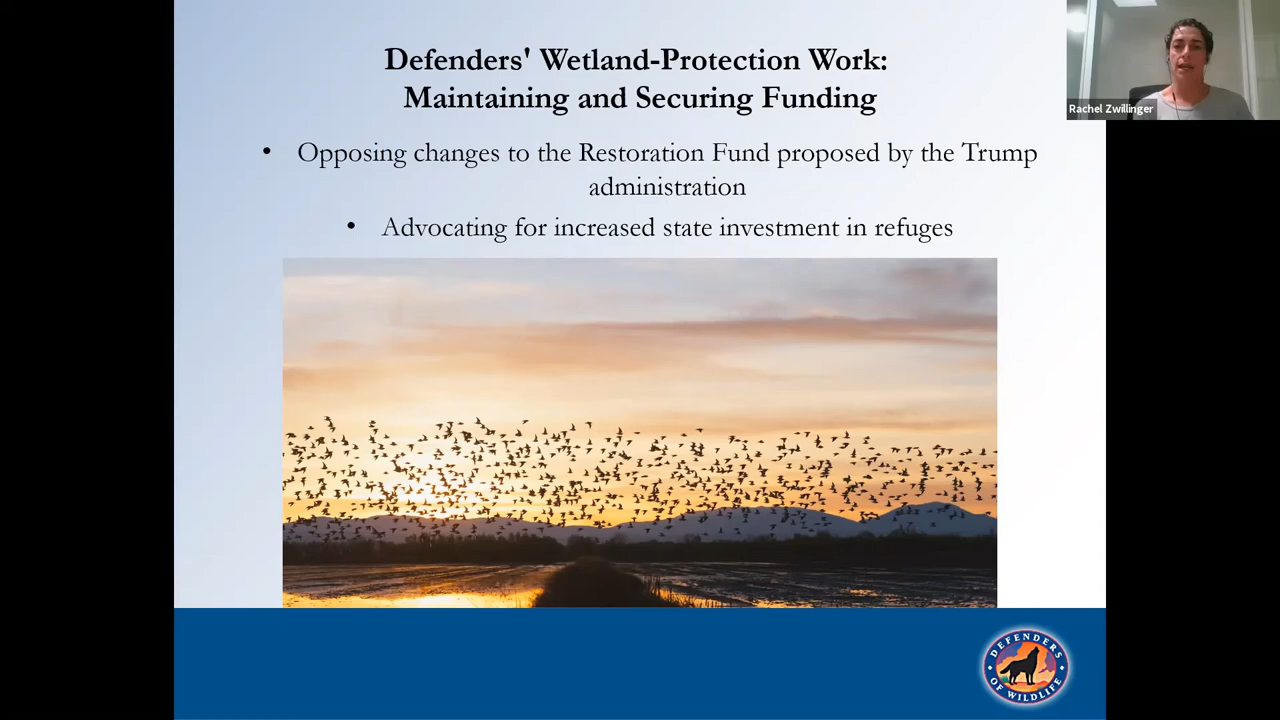 Defenders' Wetland-Protection Work:
Maintaining and Securing Funding
• Opposing changes to the Restoration Fund proposed by the Trump
administration
• Advocating for increased state investment in refuges
Rachel Zwillinger
DEFENDERS
OF WILDLIFE